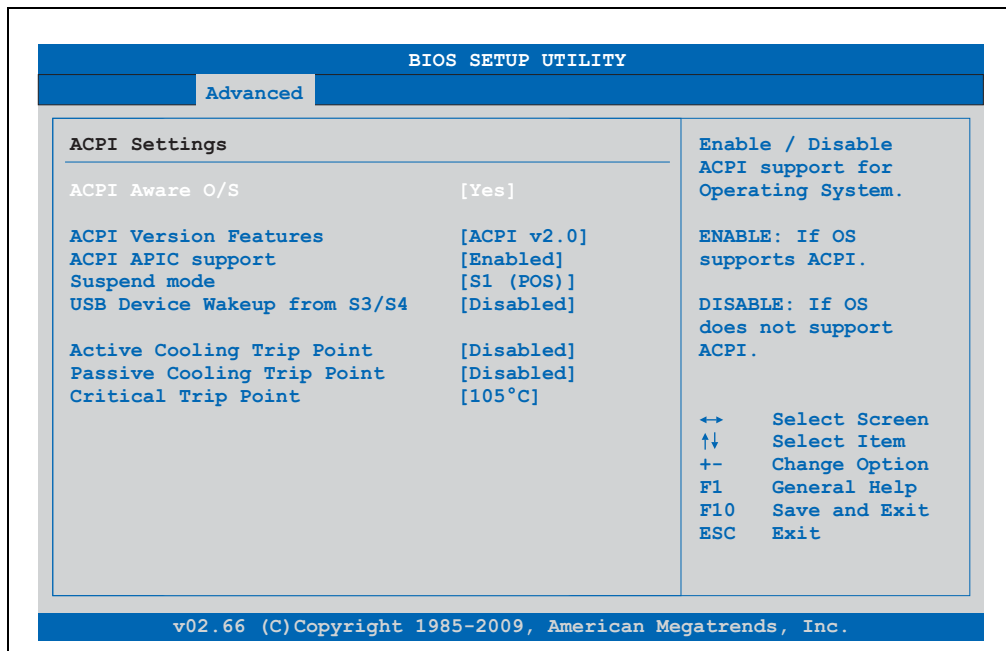 BIOS SETUP UTILITY
Advanced
ACPI Settings
ACPI Aware O/S [Yes]
ACPI Version Features [ACPI v2.0]
ACPI APIC support [Enabled]
Suspend mode [S1 (POS)]
USB Device Wakeup from S3/S4 [Disabled]
Active Cooling Trip Point [Disabled]
Passive Cooling Trip Point [Disabled]
Critical Trip Point [105°C]
Enable / Disable
ACPI support for
Operating System.
ENABLE: If OS
supports ACPI.
DISABLE: If OS
does not support
ACPI.
↔ Select Screen
↑↓ Select Item
+- Change Option
F1 General Help
F10 Save and Exit
ESC Exit
v02.66 (C)Copyright 1985-2009, American Megatrends, Inc.